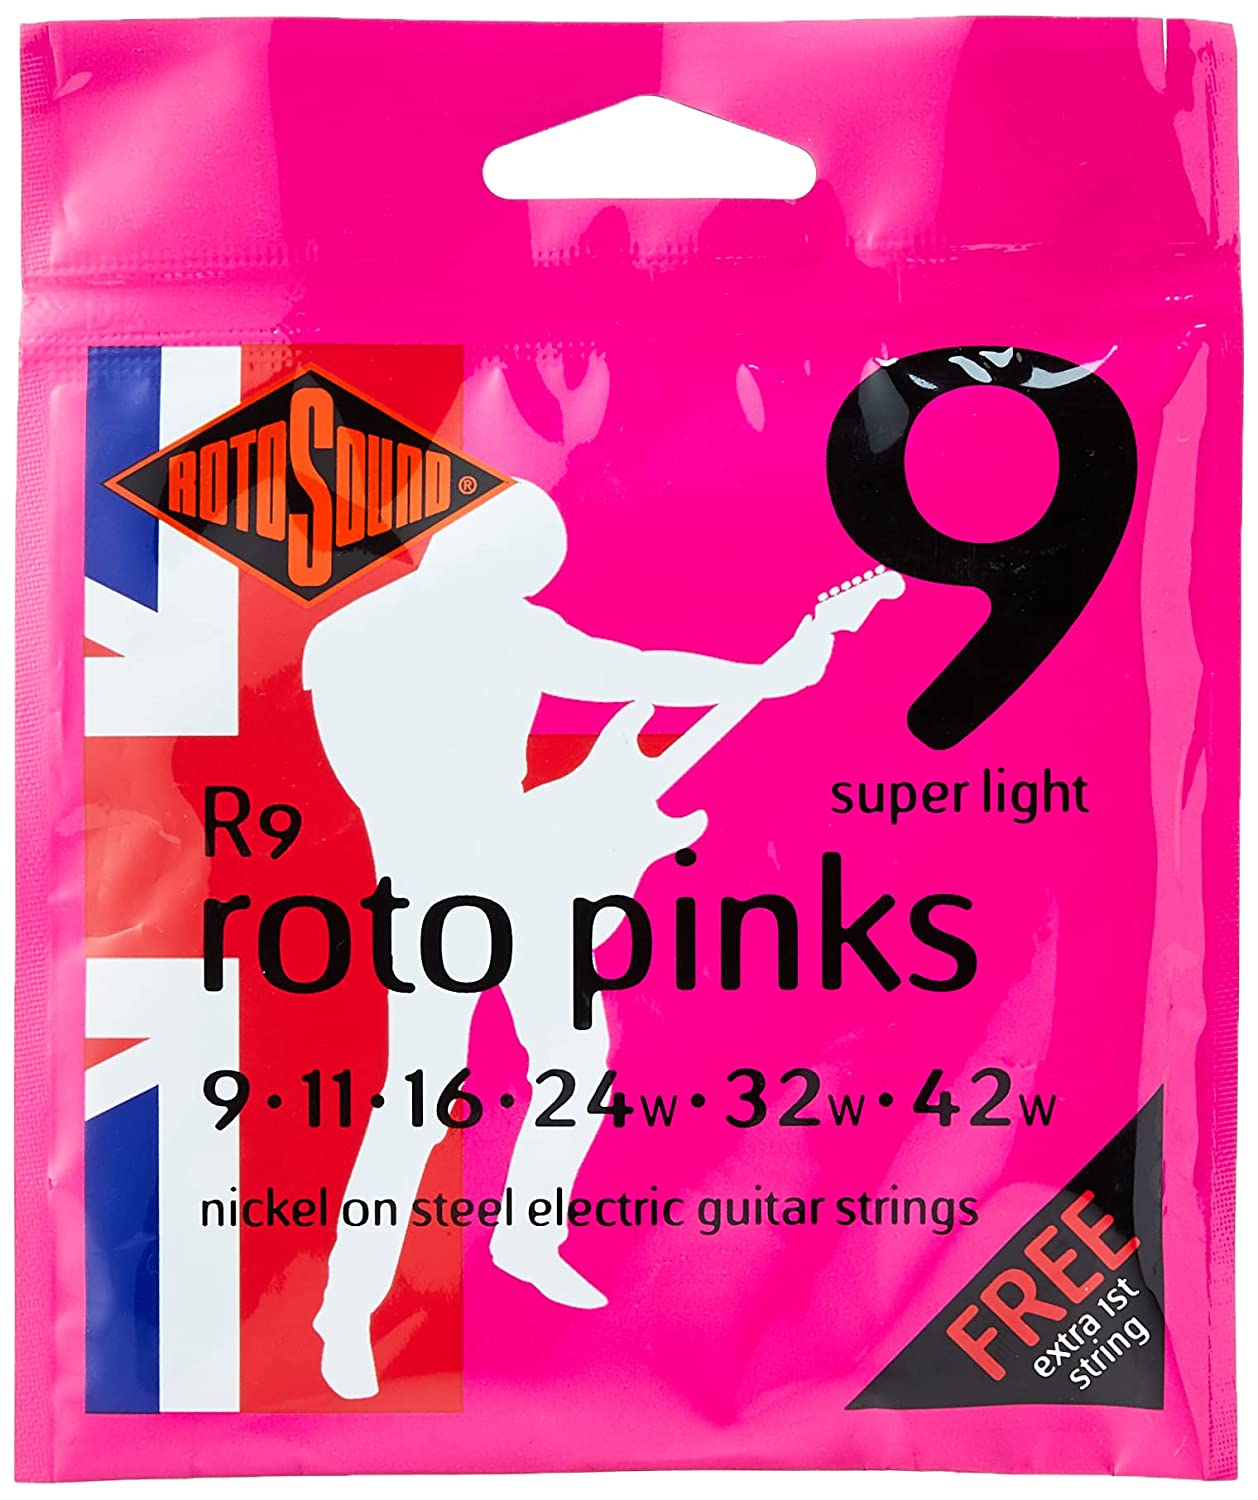 ROTOSOUND®
9
super light
R9
roto pinks
9·11·16·24w·32w·42w
nickel on steel electric guitar strings
FREE
extra 1st
string